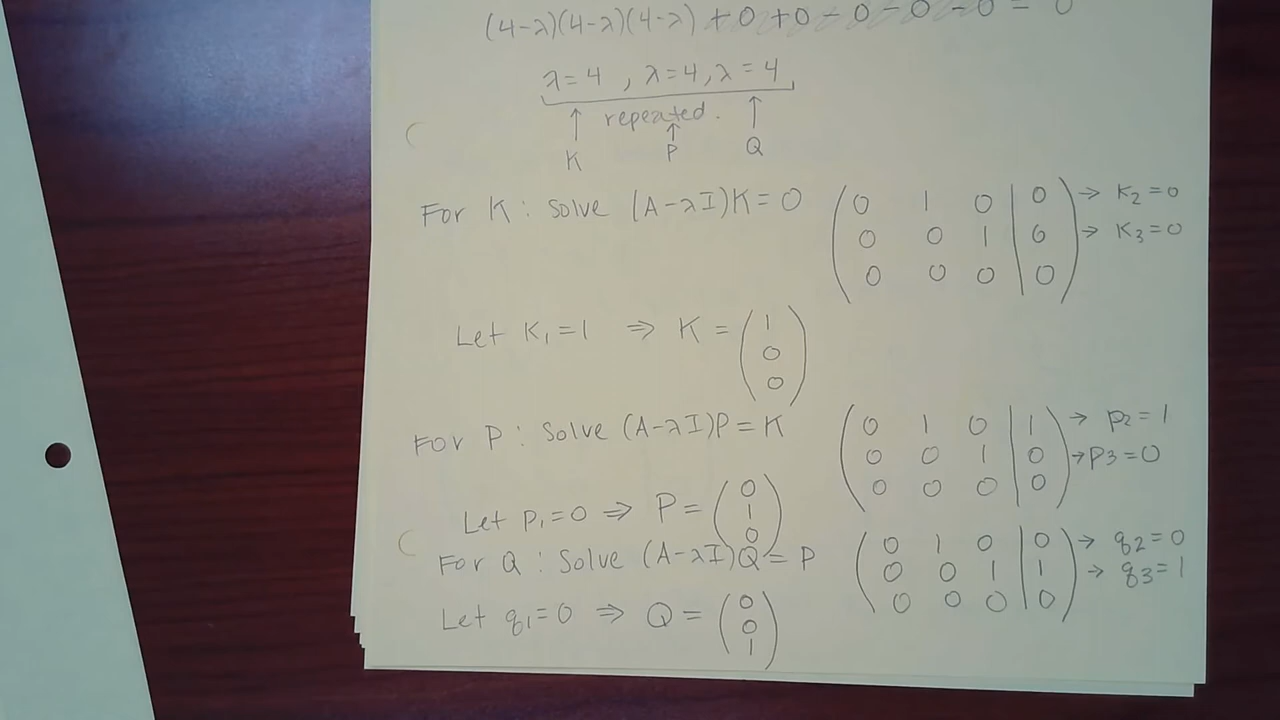 (4-λ)(4-λ)(4-λ) + 0 + 0 - 0 - 0 - 0 = 0
λ=4 , λ=4, λ=4
↑ repeated. ↑
K ↑ P Q
For K : Solve (A-λI)K = 0 (0 1 0 | 0) → K₂=0
0 0 1 | 0 → K₃=0
0 0 0 | 0
Let K₁=1 ⇒ K = (1
0
0)
For P : Solve (A-λI)P = K (0 1 0 | 1) → p₂=1
0 0 1 | 0 → p₃=0
0 0 0 | 0
Let p₁=0 ⇒ P = (0
1
0)
For Q : Solve (A-λI)Q = P (0 1 0 | 0) → q₂=0
0 0 1 | 1 → q₃=1
0 0 0 | 0
Let q₁=0 ⇒ Q = (0
0
1)